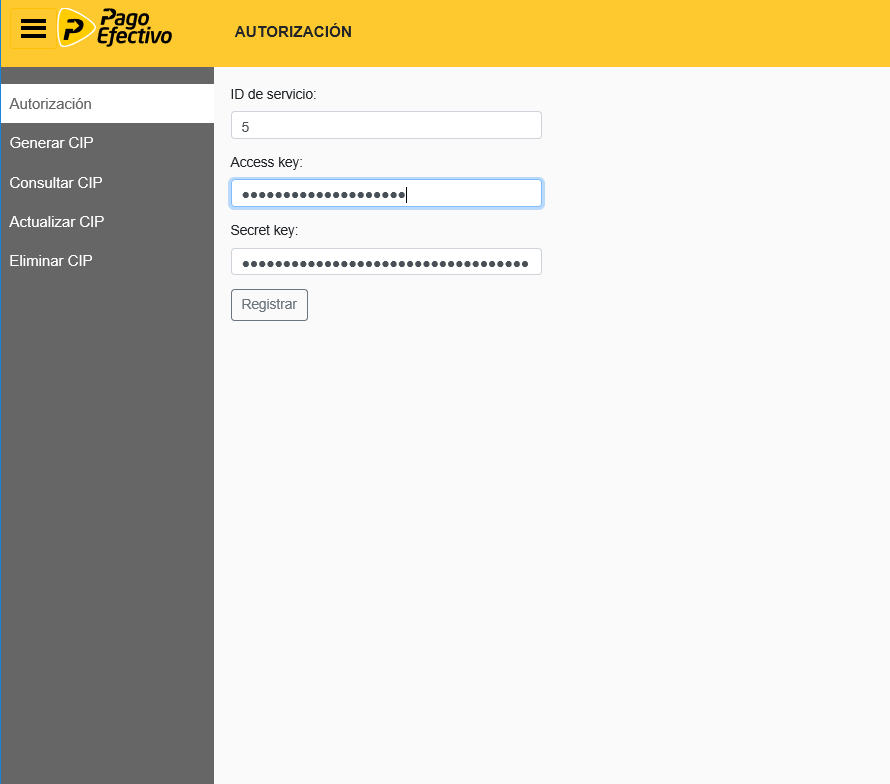 Pago
Efectivo
AUTORIZACIÓN
Autorización
Generar CIP
Consultar CIP
Actualizar CIP
Eliminar CIP
ID de servicio:
5
Access key:
••••••••••••••••••••
Secret key:
•••••••••••••••••••••••••••••••••••
Registrar